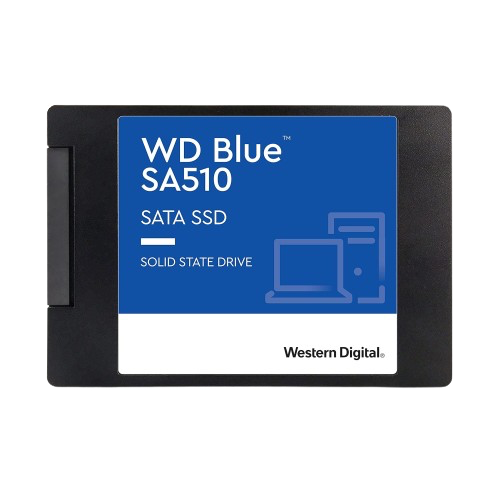 WD Blue™
SA510
SATA SSD
SOLID STATE DRIVE
Western Digital®